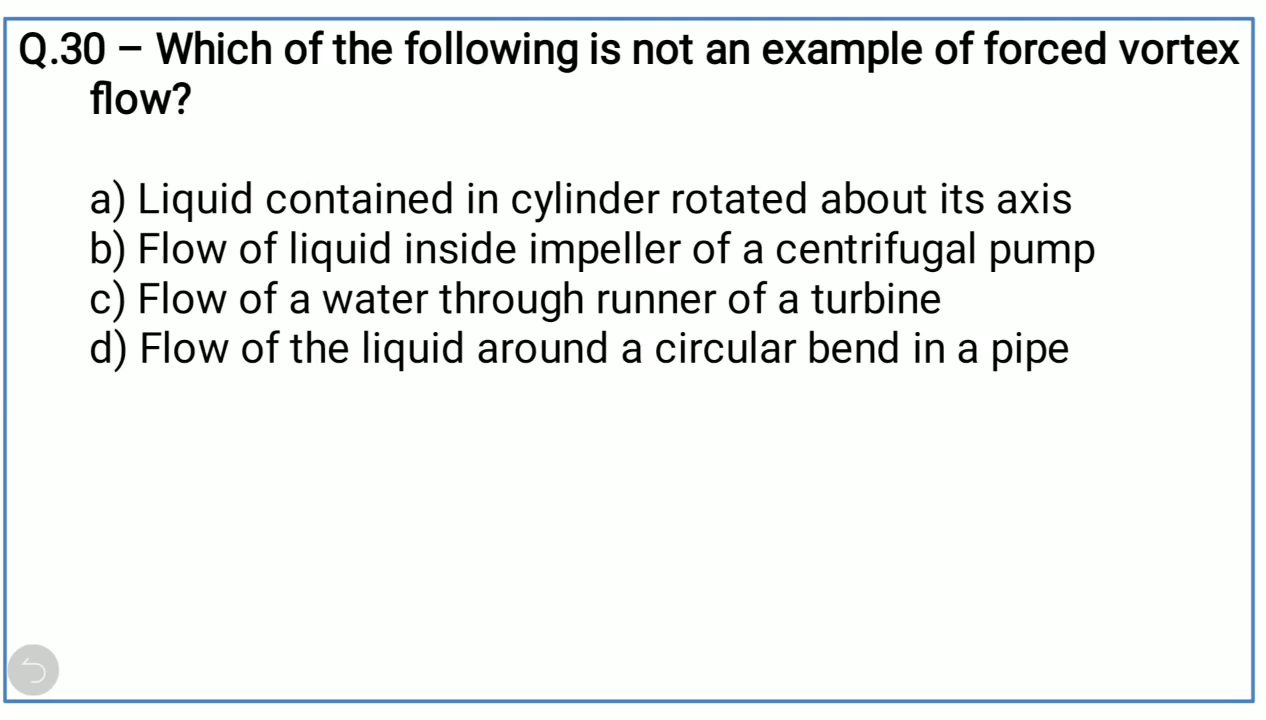 Q.30 – Which of the following is not an example of forced vortex
flow?
a) Liquid contained in cylinder rotated about its axis
b) Flow of liquid inside impeller of a centrifugal pump
c) Flow of a water through runner of a turbine
d) Flow of the liquid around a circular bend in a pipe